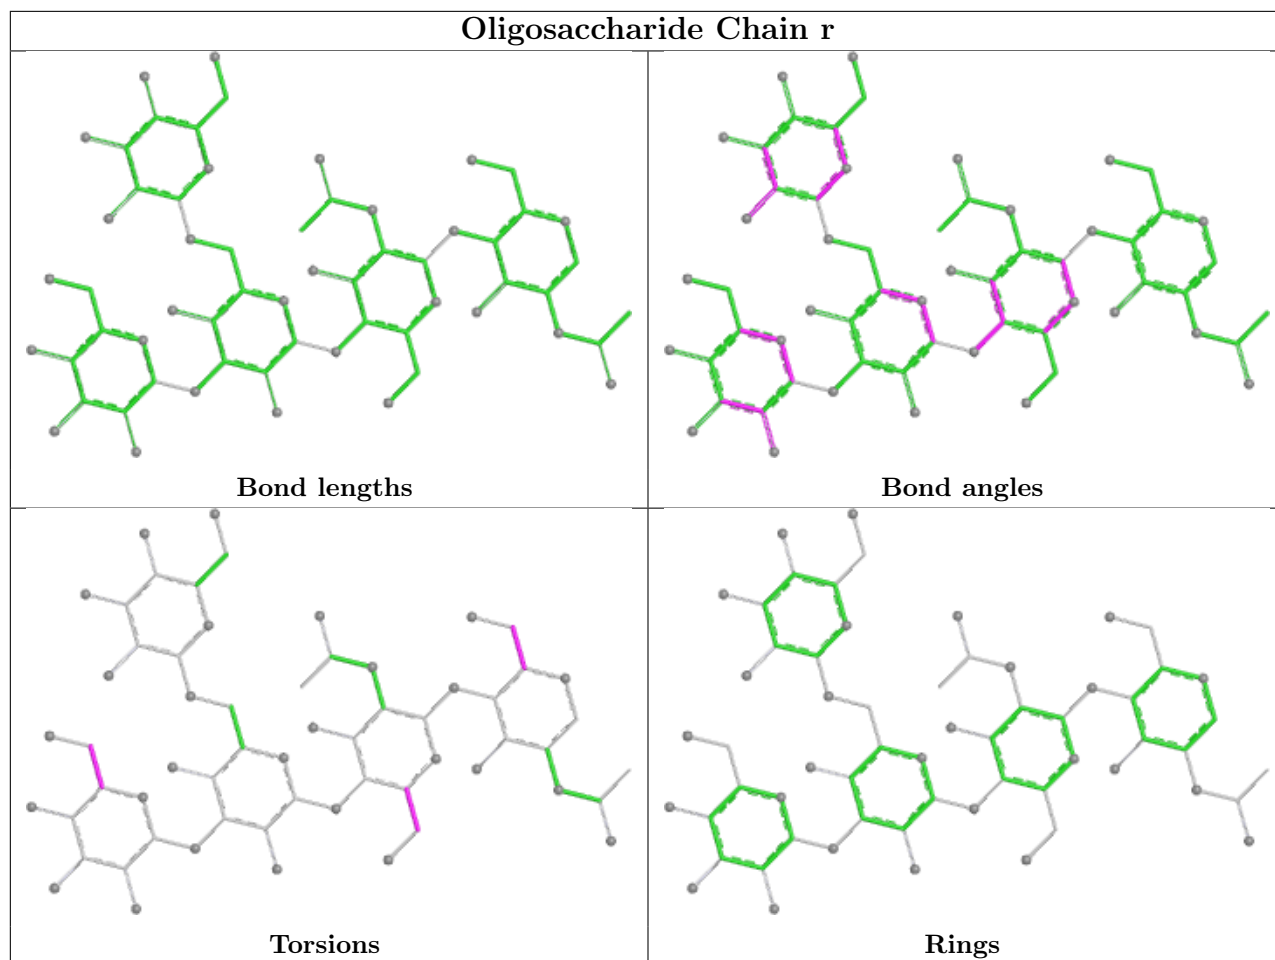 Oligosaccharide Chain r
Bond lengths
Bond angles
Torsions
Rings